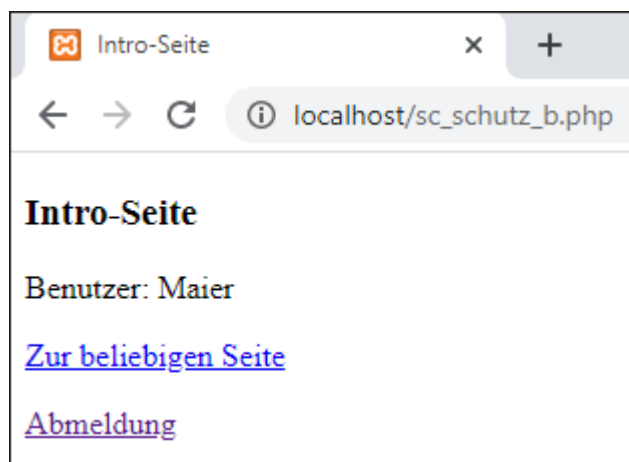 Intro-Seite
localhost/sc_schutz_b.php
Intro-Seite
Benutzer: Maier
Zur beliebigen Seite
Abmeldung